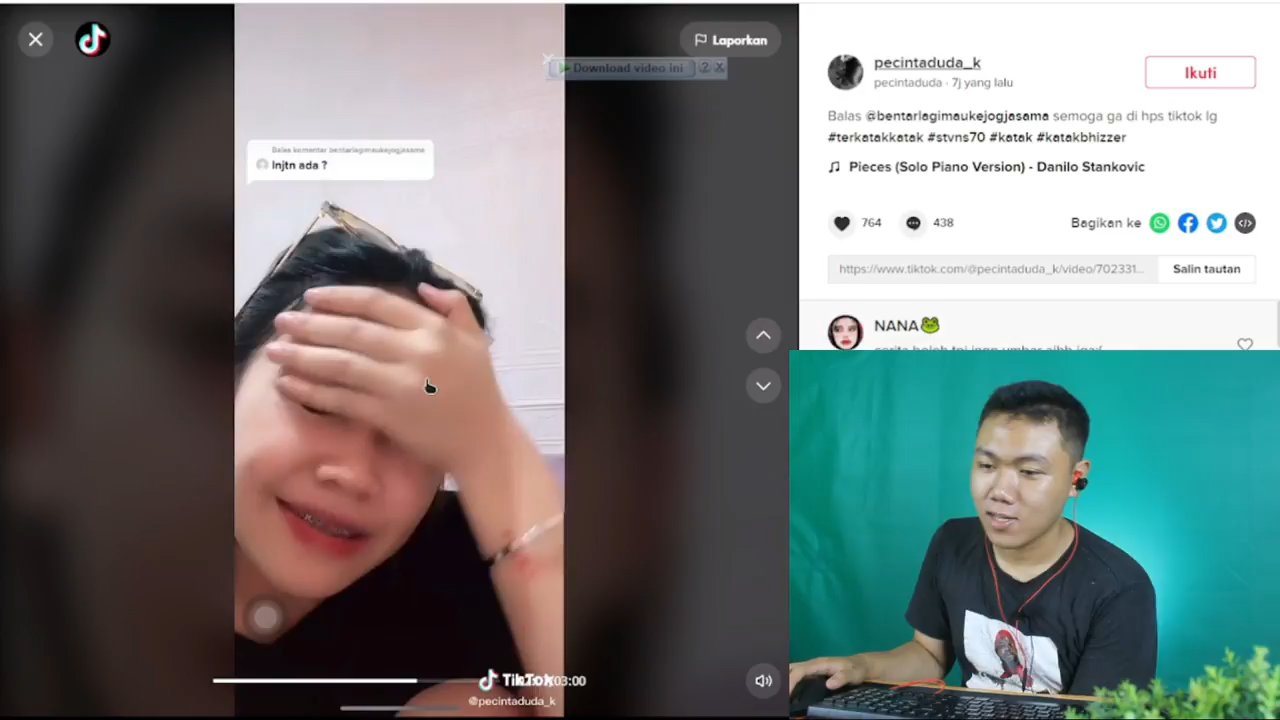 Laporkan
Download video ini
Balas komentar bentarlagimaukejogjasama
Injtn ada ?
TikTok
03:00
@pecintaduda_k
pecintaduda_k
pecintaduda · 7j yang lalu
Ikuti
Balas @bentarlagimaukejogjasama semoga ga di hps tiktok lg
#terkatakkatak #stvns70 #katak #katakbhizzer
Pieces (Solo Piano Version) - Danilo Stankovic
764
438
Bagikan ke
https://www.tiktok.com/@pecintaduda_k/video/702331...
Salin tautan
NANA🐸